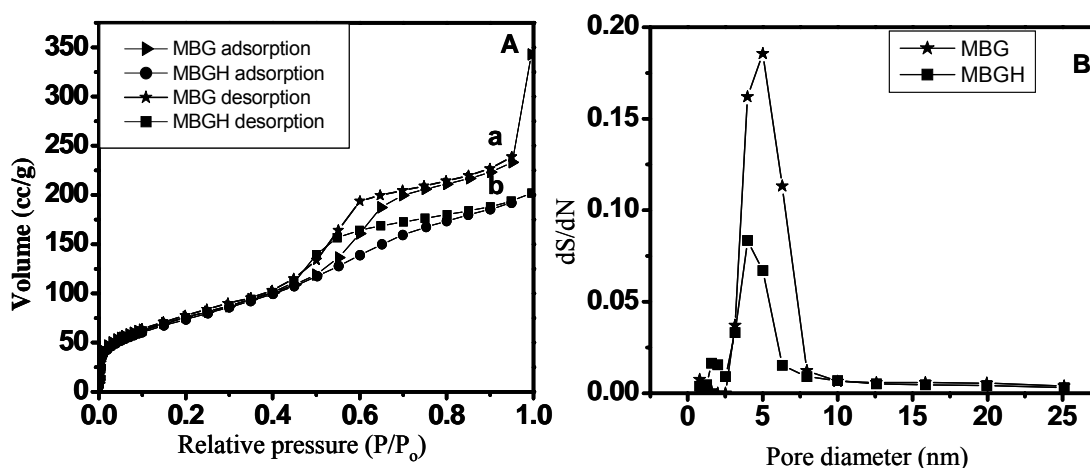 A
MBG adsorption
MBGH adsorption
MBG desorption
MBGH desorption
a
b
350
300
250
200
150
100
50
0
0.0 0.2 0.4 0.6 0.8 1.0
Volume (cc/g)
Relative pressure (P/Po)
B
MBG
MBGH
0.20
0.15
0.10
0.05
0.00
0 5 10 15 20 25
dS/dN
Pore diameter (nm)